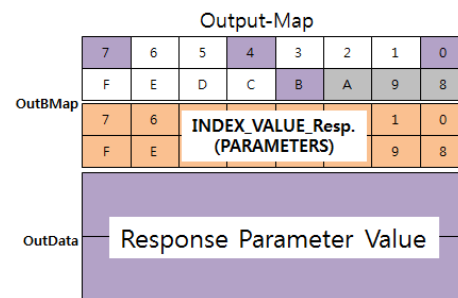 Output-Map
7 6 5 4 3 2 1 0
F E D C B A 9 8
OutBMap
7 6 INDEX_VALUE_Resp. 1 0
F E (PARAMETERS) 9 8
OutData Response Parameter Value